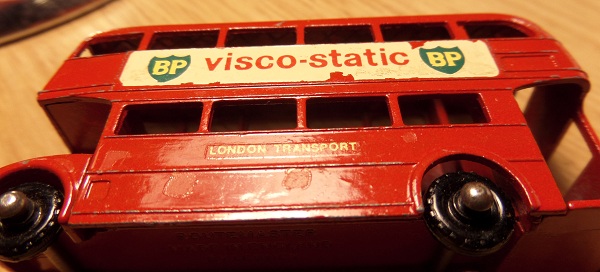 BP visco-static BP
LONDON TRANSPORT